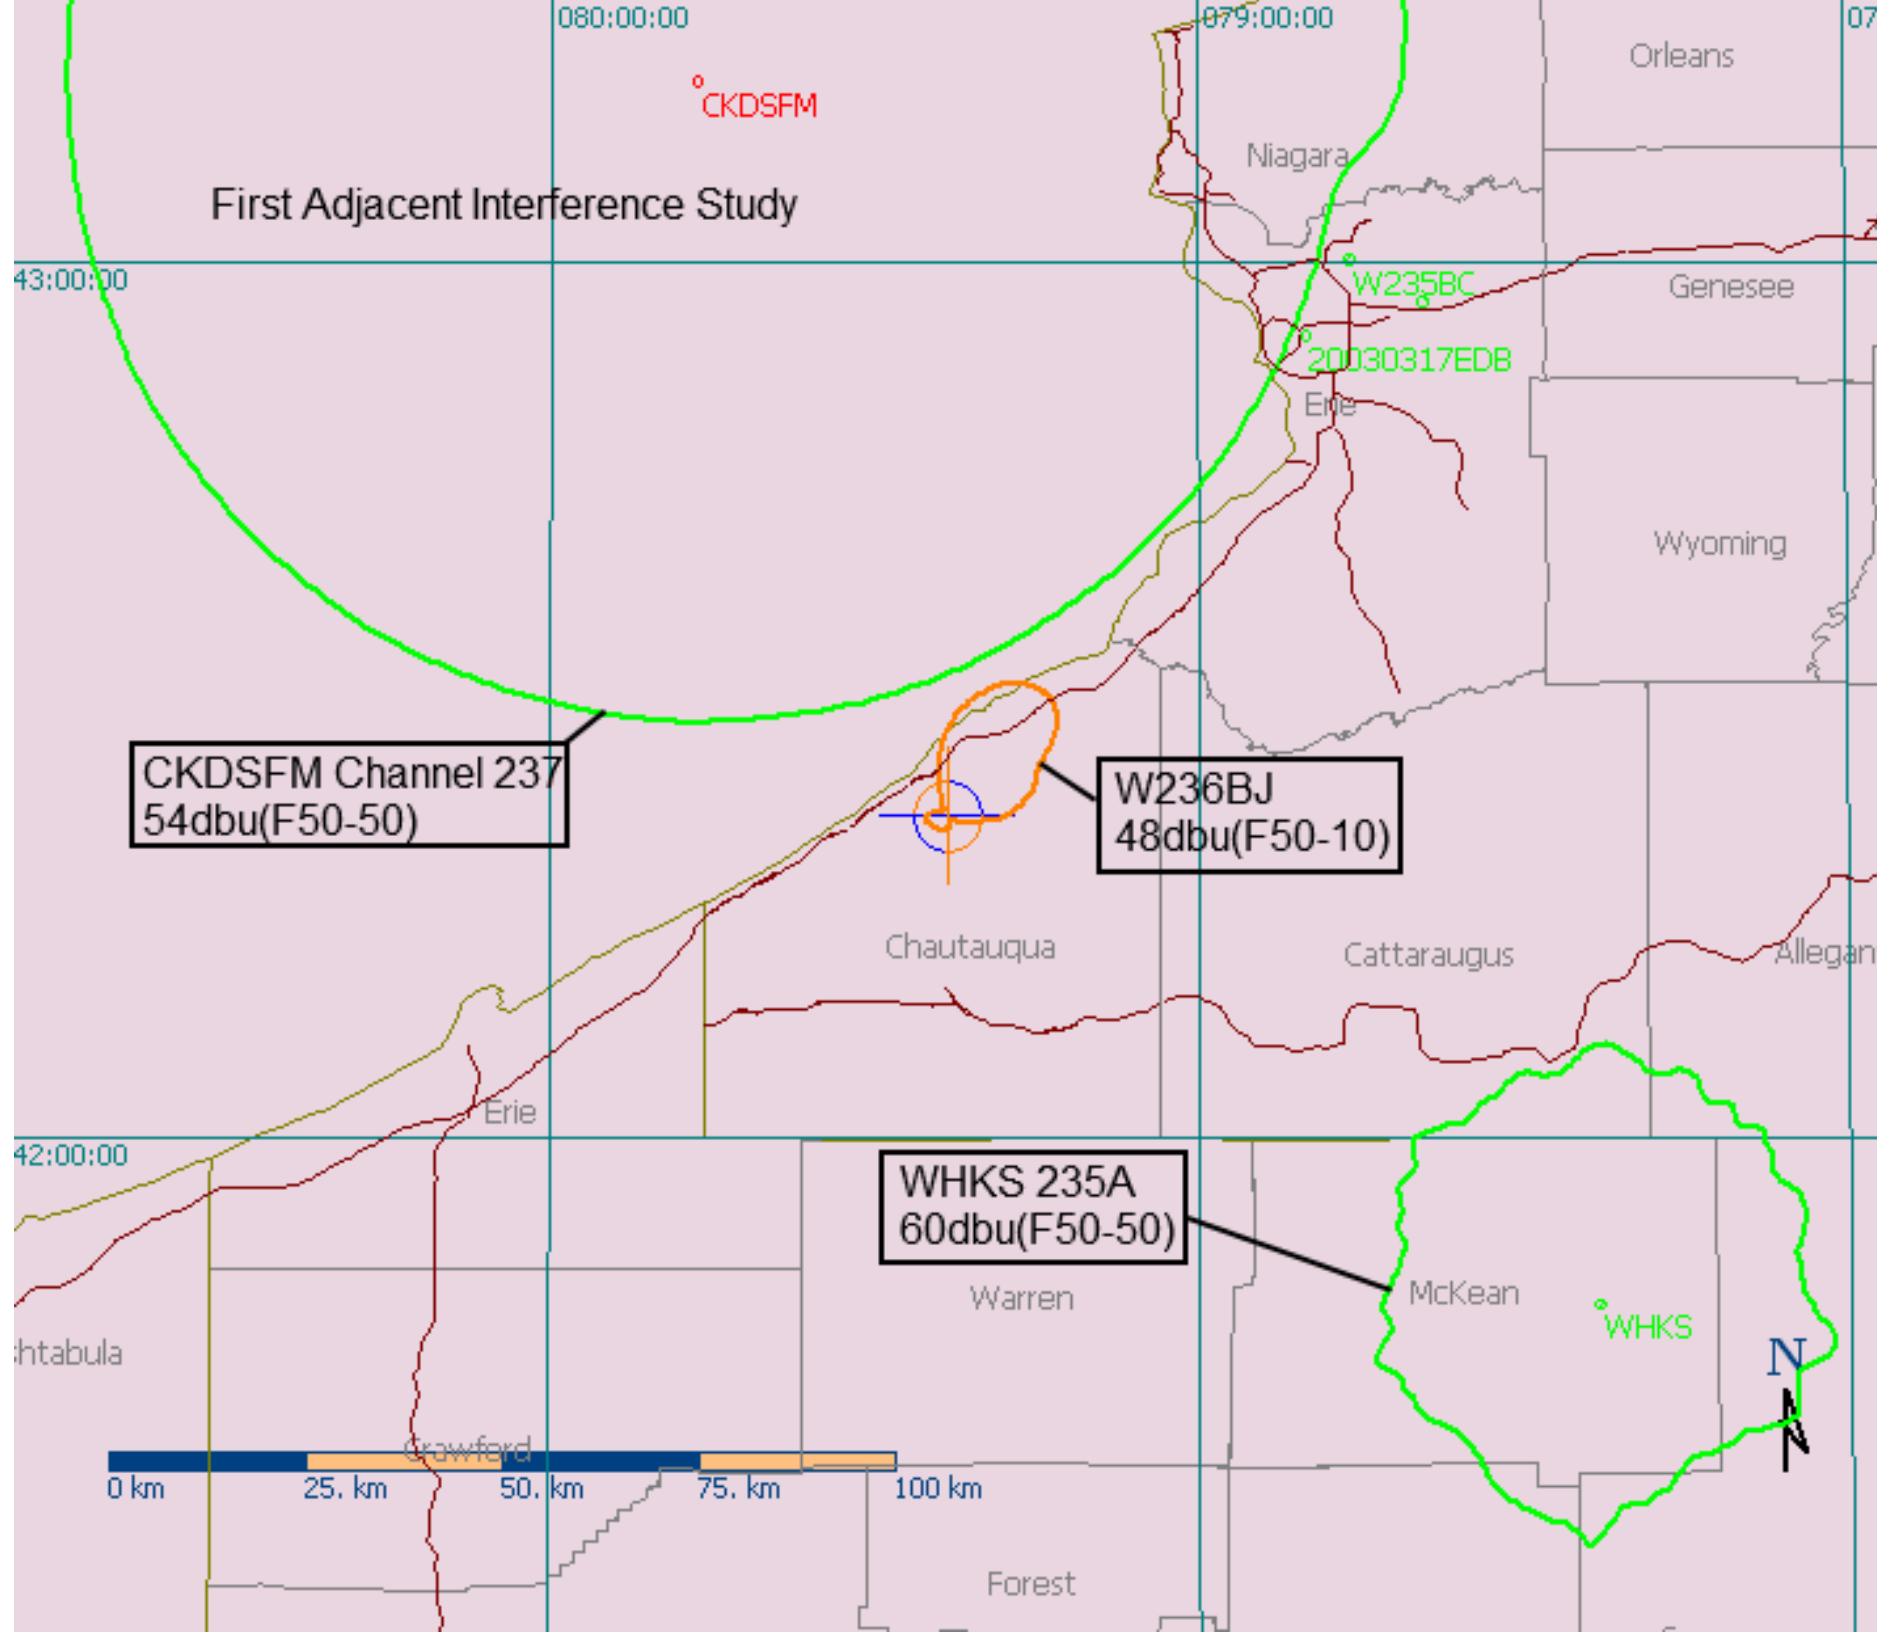 080:00:00
079:00:00
07
Orleans
CKDSFM
Niagara
First Adjacent Interference Study
43:00:00
W235BC
Genesee
20030317EDB
Erie
Wyoming
CKDSFM Channel 237
54dbu(F50-50)
W236BJ
48dbu(F50-10)
Chautauqua
Cattaraugus
Allegan
Erie
42:00:00
WHKS 235A
60dbu(F50-50)
Warren
McKean
WHKS
N
htabula
Crawford
0 km
25. km
50. km
75. km
100 km
Forest